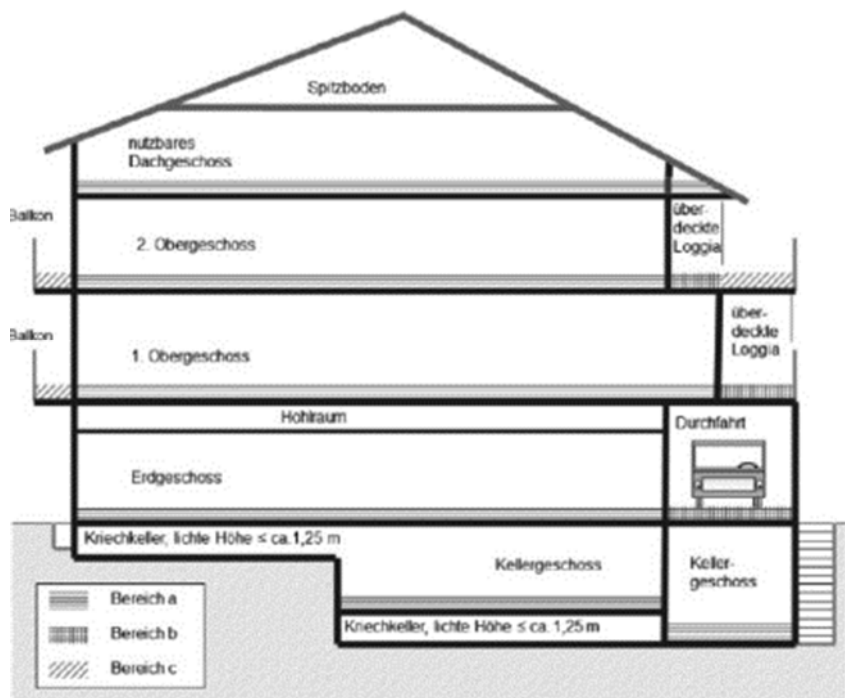 Spitzboden
nutzbares
Dachgeschoss
Balkon
2. Obergeschoss
über-
deckte
Loggia
Balkon
1. Obergeschoss
über-
deckte
Loggia
Hohlraum
Durchfahrt
Erdgeschoss
Kriechkeller, lichte Höhe ≤ ca.1,25 m
Kellergeschoss
Keller-
geschoss
Kriechkeller, lichte Höhe ≤ ca. 1,25 m
Bereich a
Bereich b
Bereich c